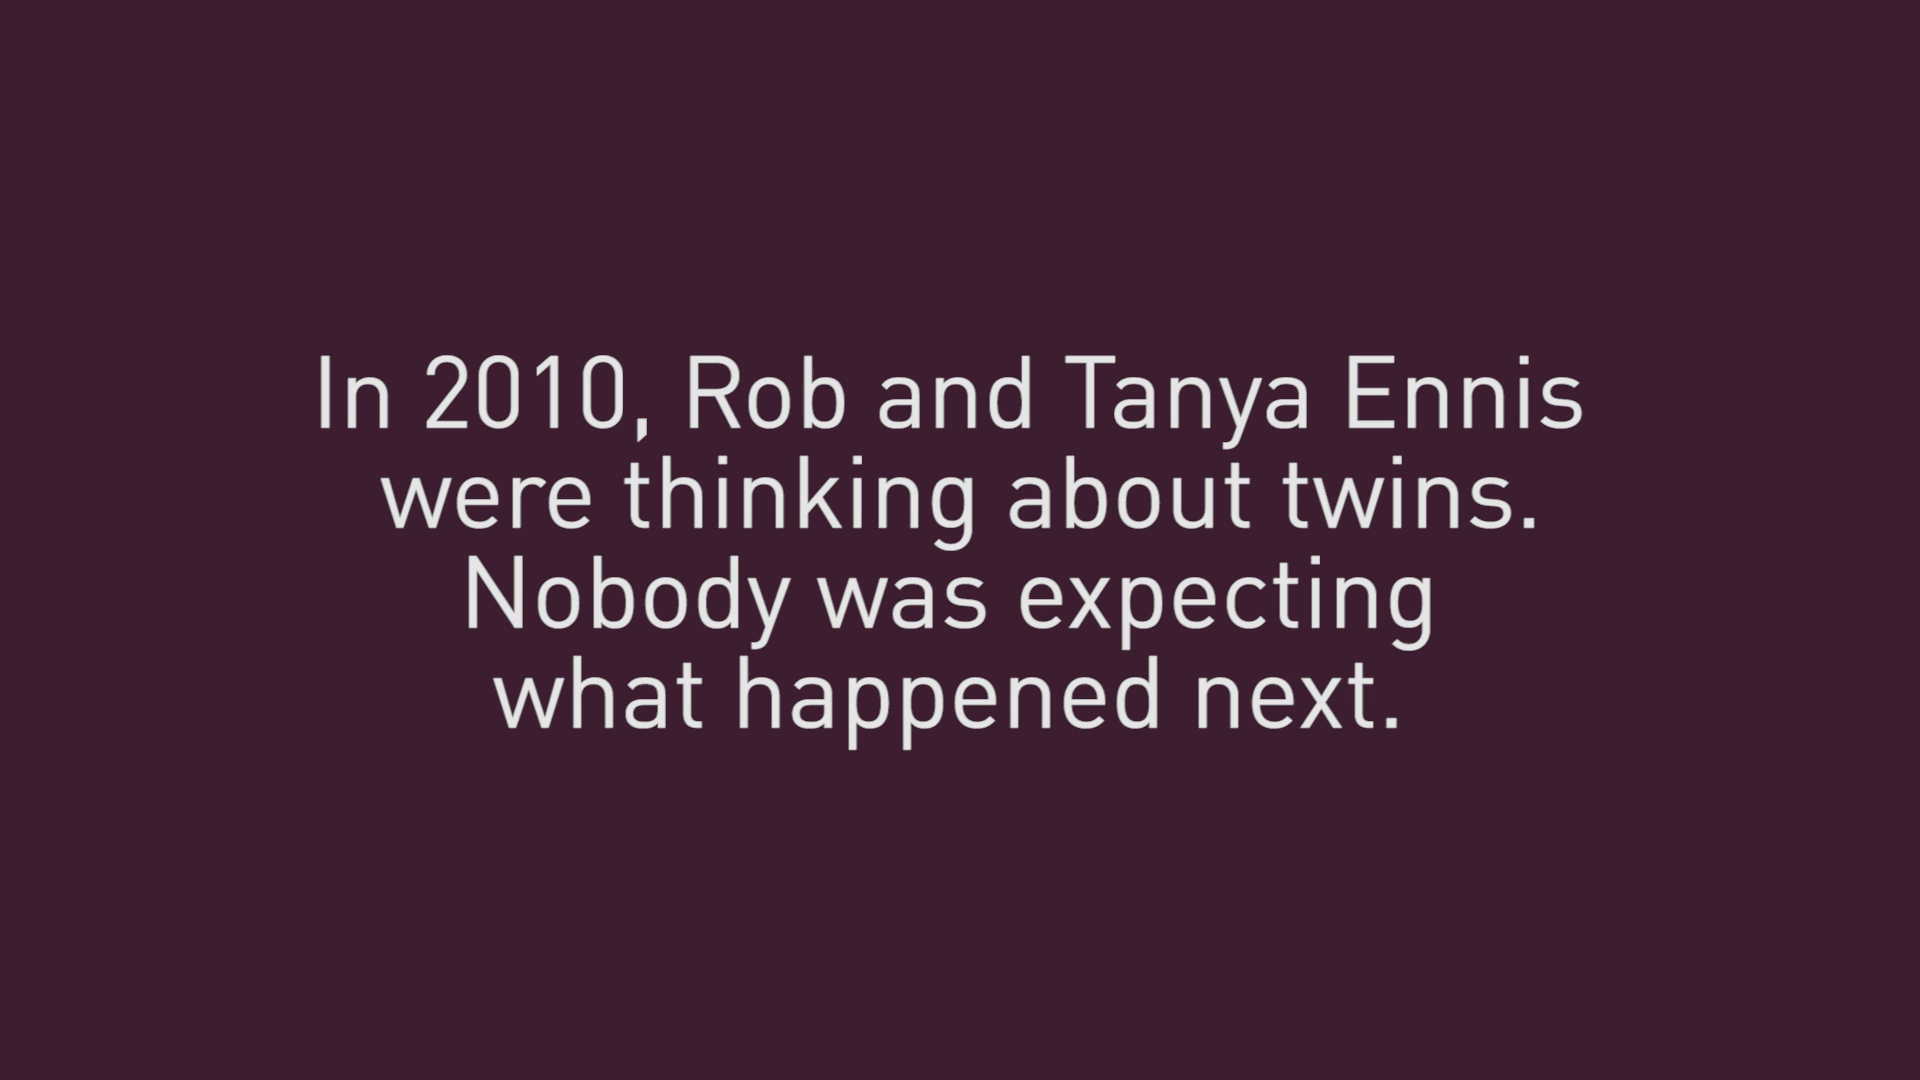 In 2010, Rob and Tanya Ennis
were thinking about twins.
Nobody was expecting
what happened next.